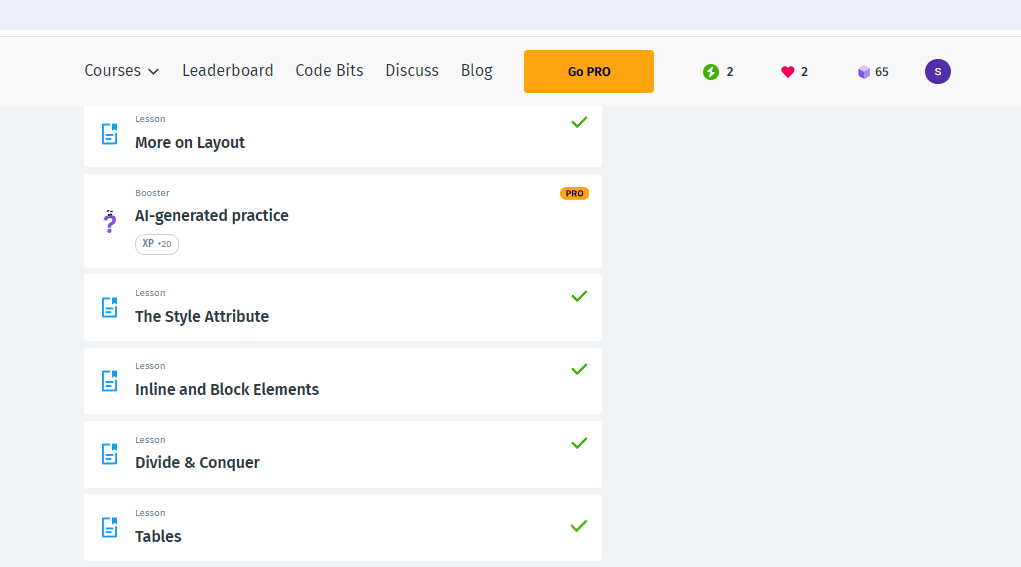 Courses Leaderboard Code Bits Discuss Blog Go PRO 2 2 65 S
Lesson
More on Layout
Booster
PRO
AI-generated practice
XP +20
Lesson
The Style Attribute
Lesson
Inline and Block Elements
Lesson
Divide & Conquer
Lesson
Tables